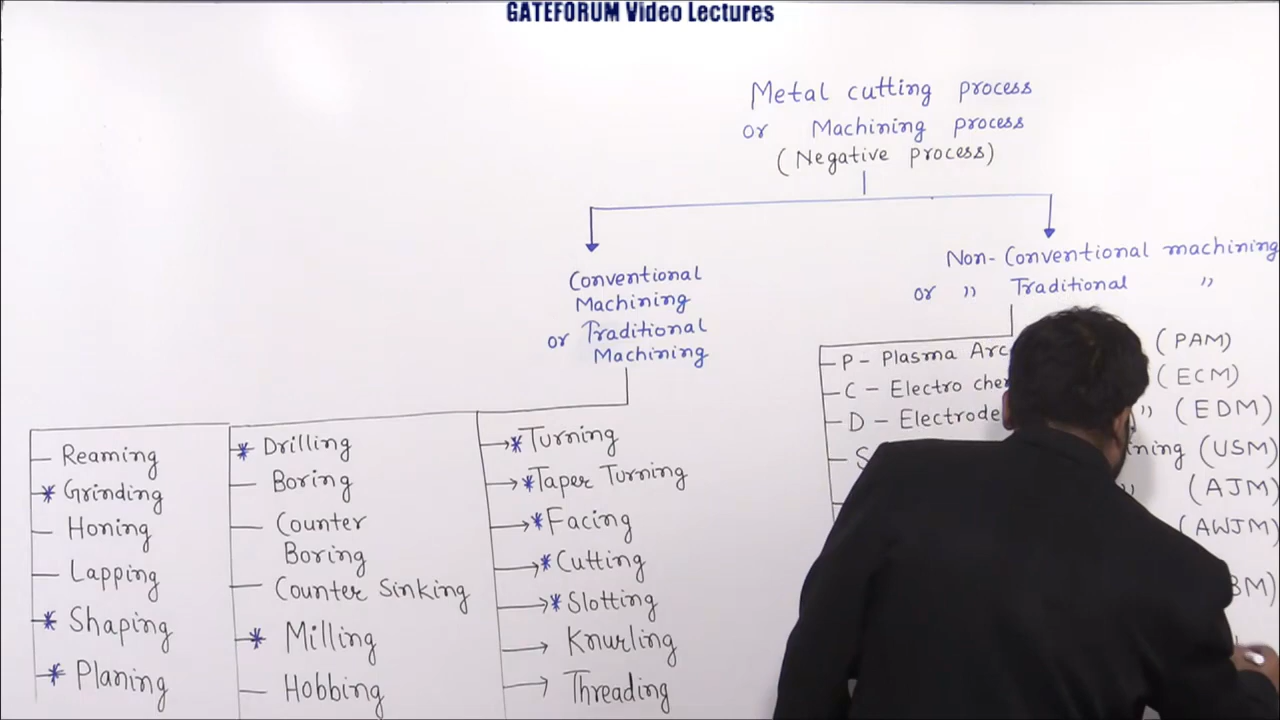 GATEFORUM Video Lectures
Metal cutting process
or Machining process
(Negative process)
Conventional
Machining
or Traditional
Machining
Non-Conventional machining
or " Traditional "
Reaming
* Grinding
Honing
Lapping
* Shaping
* Planing
* Drilling
Boring
Counter
Boring
Counter Sinking
* Milling
Hobbing
* Turning
* Taper Turning
* Facing
* Cutting
* Slotting
Knurling
Threading
P - Plasma Arc (PAM)
C - Electro (ECM)
D - " (EDM)
(USM)
" (AJM)
(AWJM)